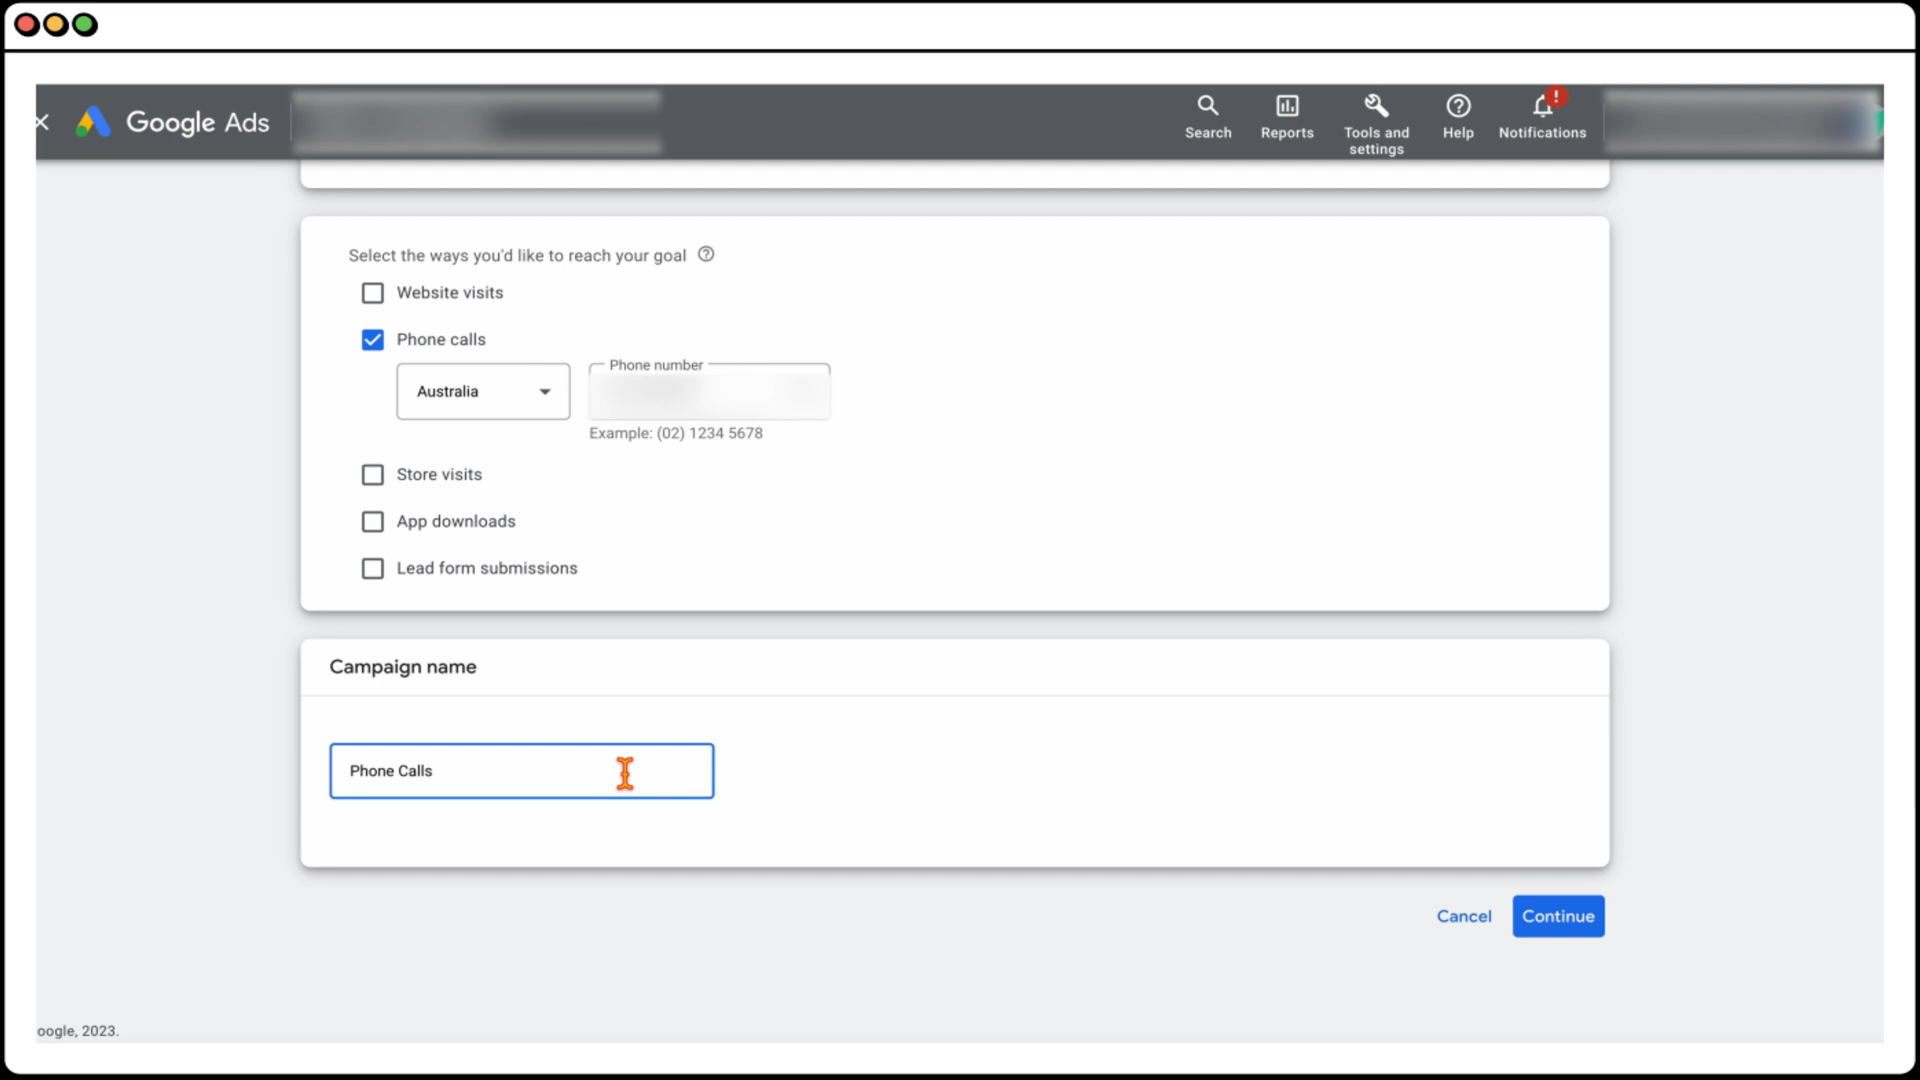 Google Ads
Search
Reports
Tools and
settings
Help
Notifications
Select the ways you'd like to reach your goal
Website visits
Phone calls
Australia
Phone number
Example: (02) 1234 5678
Store visits
App downloads
Lead form submissions
Campaign name
Phone Calls
Cancel
Continue
oogle, 2023.